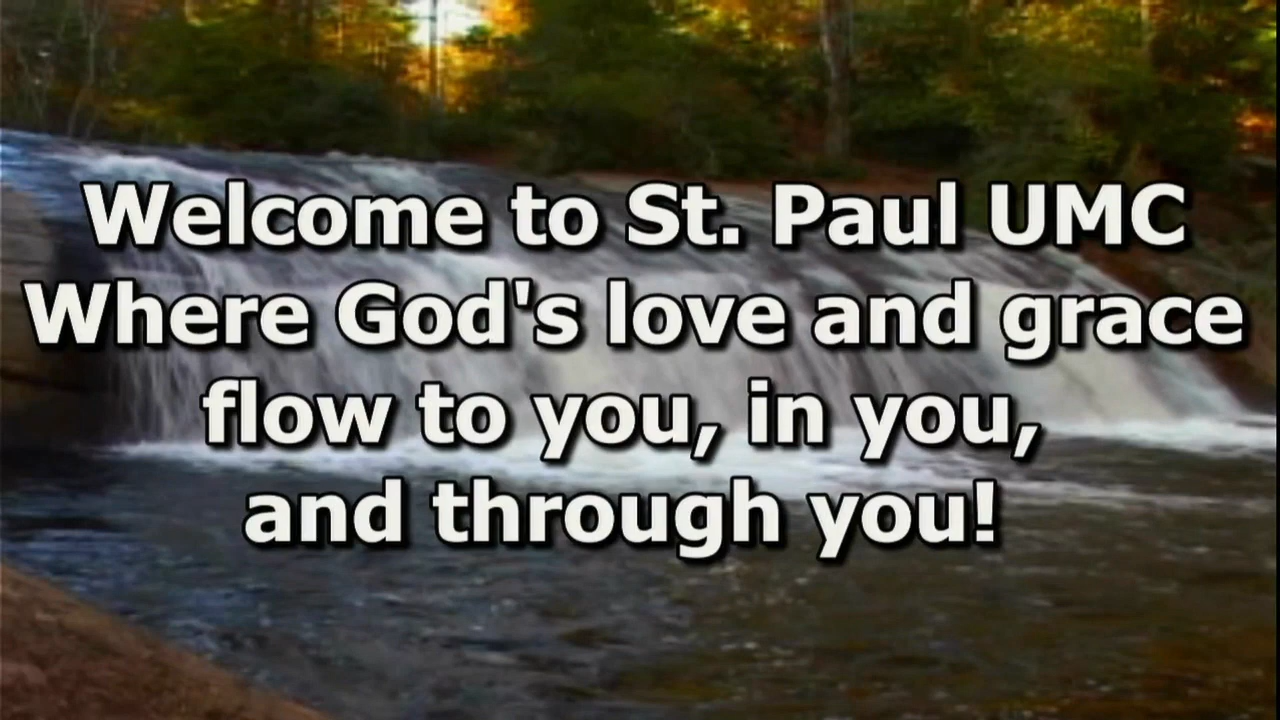 Welcome to St. Paul UMC
Where God's love and grace
flow to you, in you,
and through you!